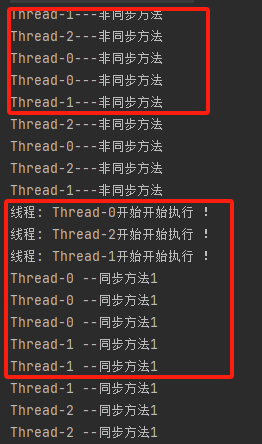 Thread-1---非同步方法
Thread-2---非同步方法
Thread-0---非同步方法
Thread-0---非同步方法
Thread-1---非同步方法
Thread-2---非同步方法
Thread-0---非同步方法
Thread-2---非同步方法
Thread-1---非同步方法
线程: Thread-0开始开始执行 !
线程: Thread-2开始开始执行 !
线程: Thread-1开始开始执行 !
Thread-0 --同步方法1
Thread-0 --同步方法1
Thread-0 --同步方法1
Thread-1 --同步方法1
Thread-1 --同步方法1
Thread-1 --同步方法1
Thread-2 --同步方法1
Thread-2 --同步方法1